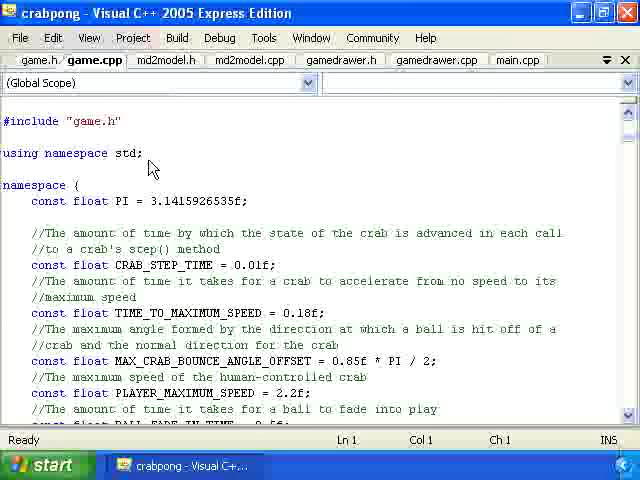 crabpong - Visual C++ 2005 Express Edition
File Edit View Project Build Debug Tools Window Community Help
game.h game.cpp md2model.h md2model.cpp gamedrawer.h gamedrawer.cpp main.cpp
(Global Scope)
#include "game.h"
using namespace std;
namespace {
const float PI = 3.1415926535f;
//The amount of time by which the state of the crab is advanced in each call
//to a crab's step() method
const float CRAB_STEP_TIME = 0.01f;
//The amount of time it takes for a crab to accelerate from no speed to its
//maximum speed
const float TIME_TO_MAXIMUM_SPEED = 0.18f;
//The maximum angle formed by the direction at which a ball is hit off of a
//crab and the normal direction for the crab
const float MAX_CRAB_BOUNCE_ANGLE_OFFSET = 0.85f * PI / 2;
//The maximum speed of the human-controlled crab
const float PLAYER_MAXIMUM_SPEED = 2.2f;
//The amount of time it takes for a ball to fade into play
const float BALL_FADE_IN_TIME = 0.5f;
Ready Ln 1 Col 1 Ch 1 INS
start crabpong - Visual C+...